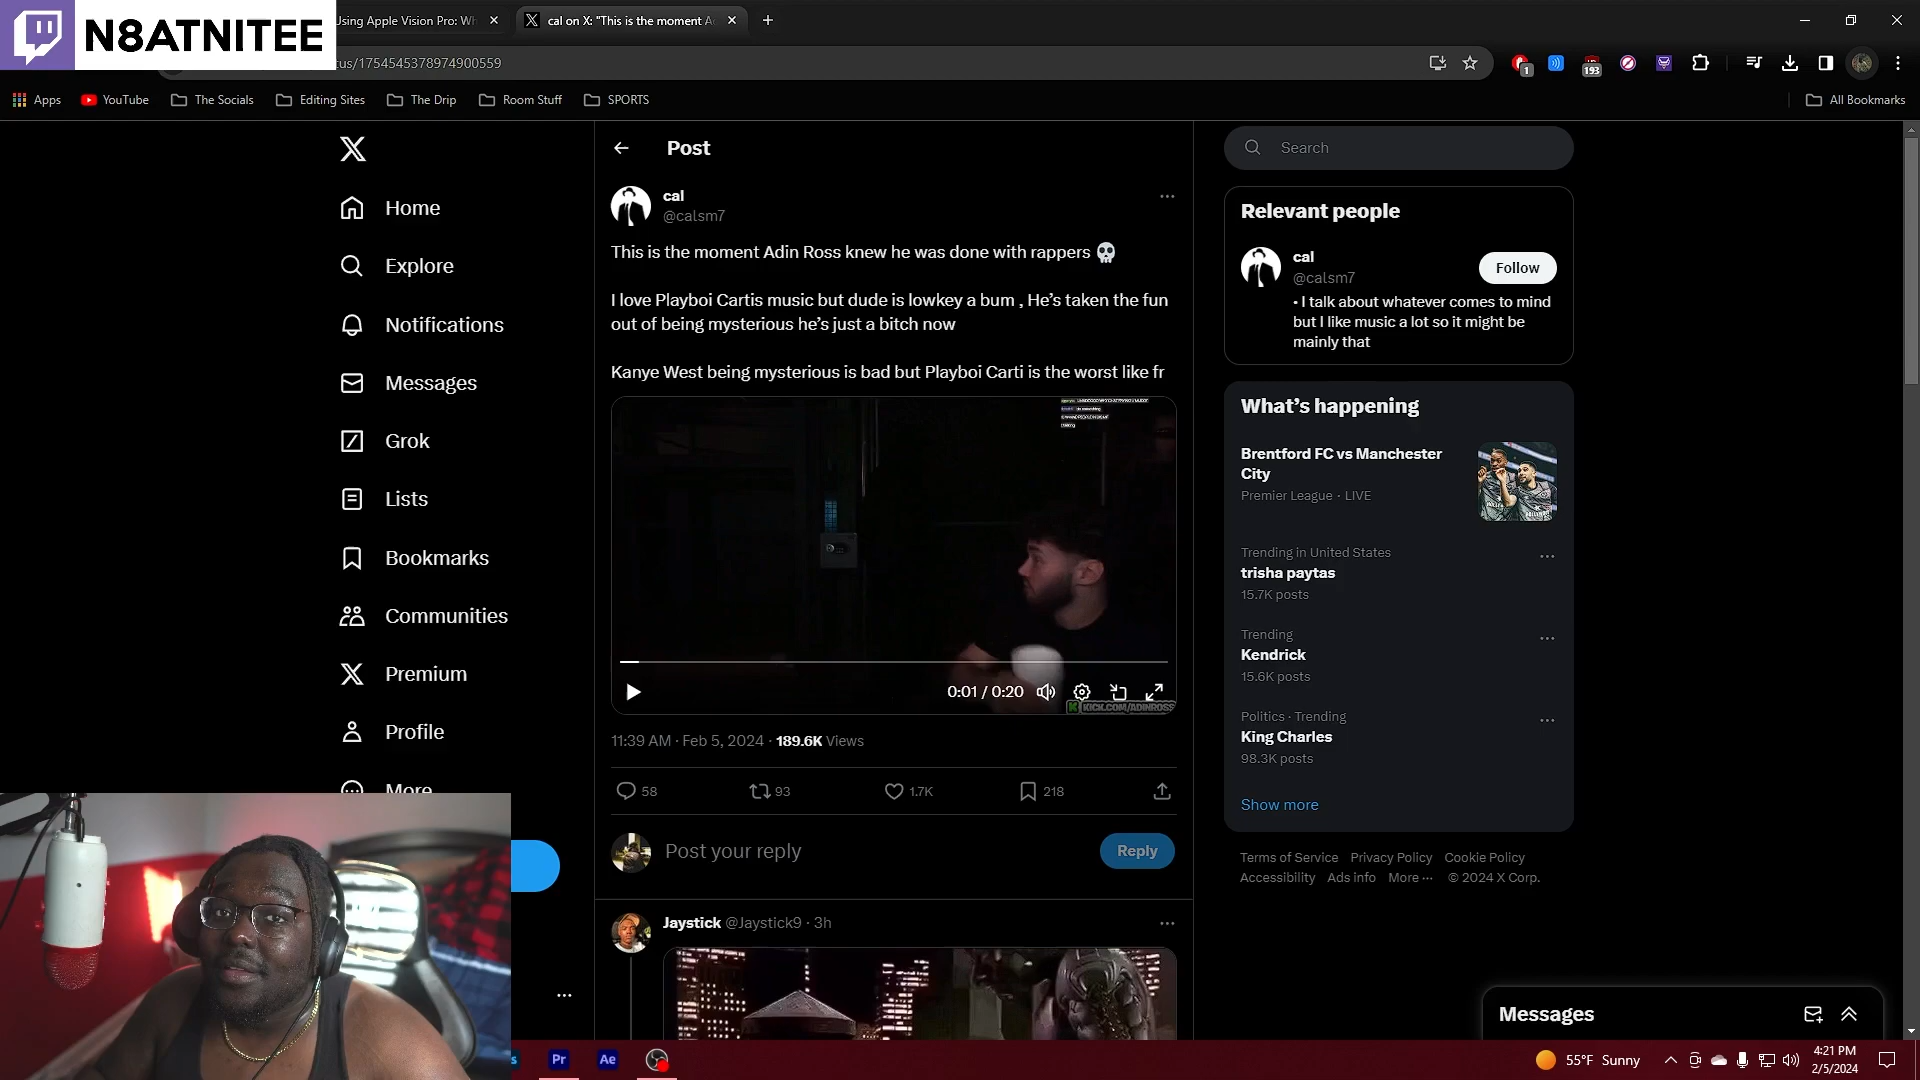 N8ATNITEE
Using Apple Vision Pro: Wh
cal on X: "This is the moment A
tus/1754545378974900559
1
193
Apps
YouTube
The Socials
Editing Sites
The Drip
Room Stuff
SPORTS
All Bookmarks
Home
Explore
Notifications
Messages
Grok
Lists
Bookmarks
Communities
Premium
Profile
More
Post
cal
@calsm7
This is the moment Adin Ross knew he was done with rappers 💀
I love Playboi Cartis music but dude is lowkey a bum , He's taken the fun
out of being mysterious he's just a bitch now
Kanye West being mysterious is bad but Playboi Carti is the worst like fr
0:01 / 0:20
KICK.COM/ADINROSS
11:39 AM · Feb 5, 2024 · 189.6K Views
58
93
1.7K
218
Post your reply
Reply
Jaystick @Jaystick9 · 3h
Search
Relevant people
cal
@calsm7
Follow
• I talk about whatever comes to mind
but I like music a lot so it might be
mainly that
What's happening
Brentford FC vs Manchester
City
Premier League · LIVE
Trending in United States
trisha paytas
15.7K posts
Trending
Kendrick
15.6K posts
Politics · Trending
King Charles
98.3K posts
Show more
Terms of Service Privacy Policy Cookie Policy
Accessibility Ads info More ··· © 2024 X Corp.
Messages
Pr
Ae
55°F Sunny
4:21 PM
2/5/2024